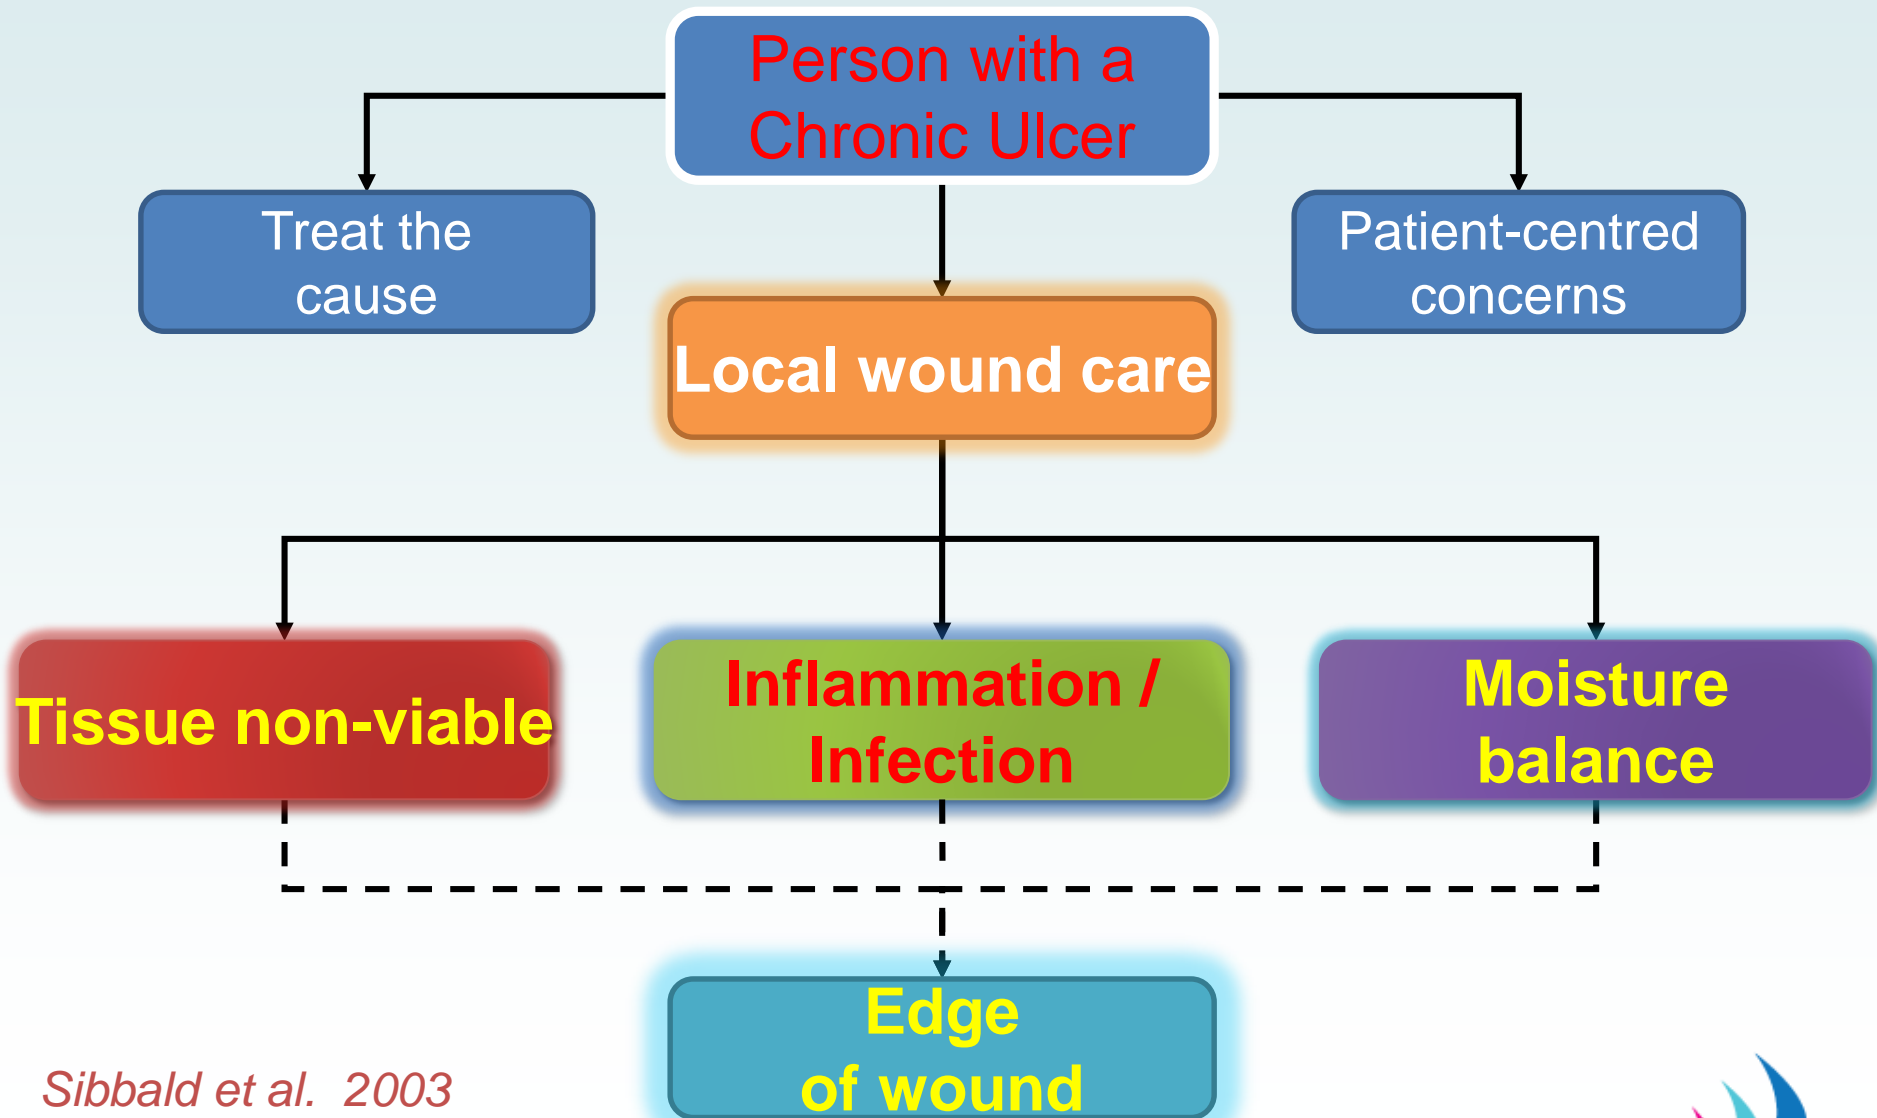 Person with a
Chronic Ulcer
Treat the
cause
Patient-centred
concerns
Local wound care
Tissue non-viable
Inflammation /
Infection
Moisture
balance
Edge
of wound
Sibbald et al.  2003